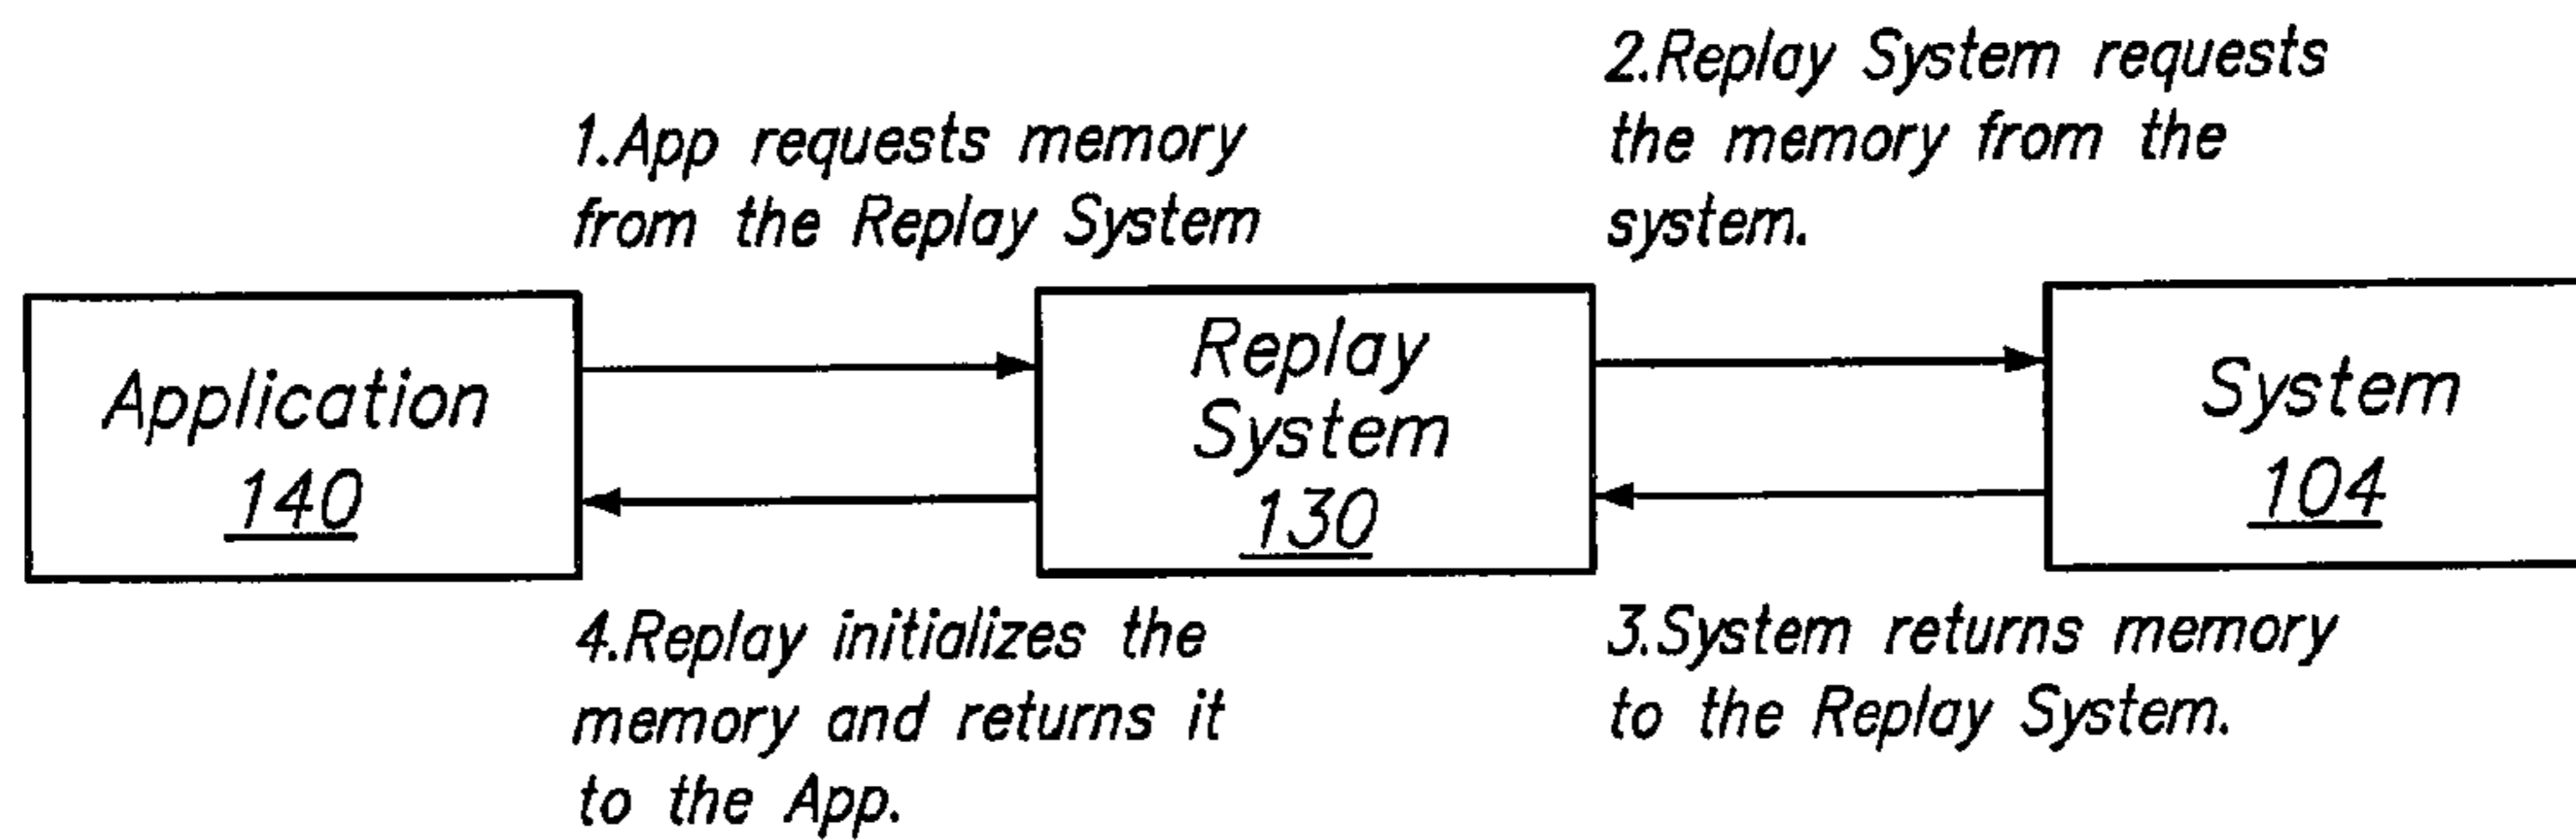 1.App requests memory
from the Replay System
2.Replay System requests
the memory from the
system.
Application
140
Replay
System
130
System
104
4.Replay initializes the
memory and returns it
to the App.
3.System returns memory
to the Replay System.